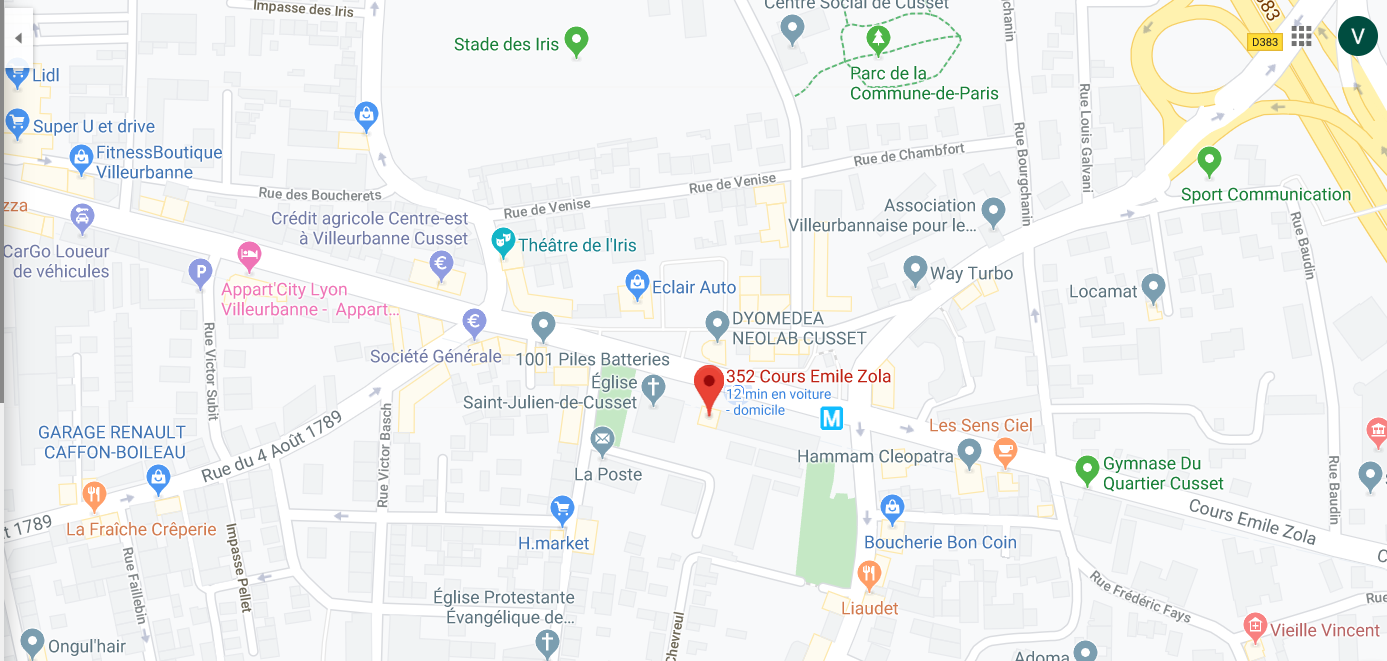 Impasse des Iris
Centre Social de Cusset
D383
383
V
Stade des Iris
Parc de la
Commune-de-Paris
Lidl
Super U et drive
FitnessBoutique
Villeurbanne
Rue des Boucherets
Rue de Venise
Rue de Venise
Rue de Chambfort
Rue Bourgchanin
Rue Louis Galvani
Sport Communication
zza
CarGo Loueur
de véhicules
Crédit agricole Centre-est
à Villeurbanne Cusset
€
P
Théâtre de l'Iris
Association
Villeurbannaise pour le...
Way Turbo
Locamat
Rue Baudin
Appart'City Lyon
Villeurbanne - Appart...
Eclair Auto
DYOMEDEA
NEOLAB CUSSET
€
Société Générale
1001 Piles Batteries
Église
Saint-Julien-de-Cusset
352 Cours Emile Zola
12 min en voiture
- domicile
M
Rue Victor Subit
Rue Victor Basch
GARAGE RENAULT
CAFFON-BOILEAU
Rue du 4 Août 1789
La Poste
Les Sens Ciel
Hammam Cleopatra
Gymnase Du
Quartier Cusset
Cours Emile Zola
Rue Baudin
La Fraîche Crêperie
t 1789
H.market
Boucherie Bon Coin
Rue Faillebin
Impasse Pellet
Église Protestante
Évangélique de...
Liaudet
Rue Frédéric Fays
Rue
Vieille Vincent
Ongul'hair
chevreul
Adoma